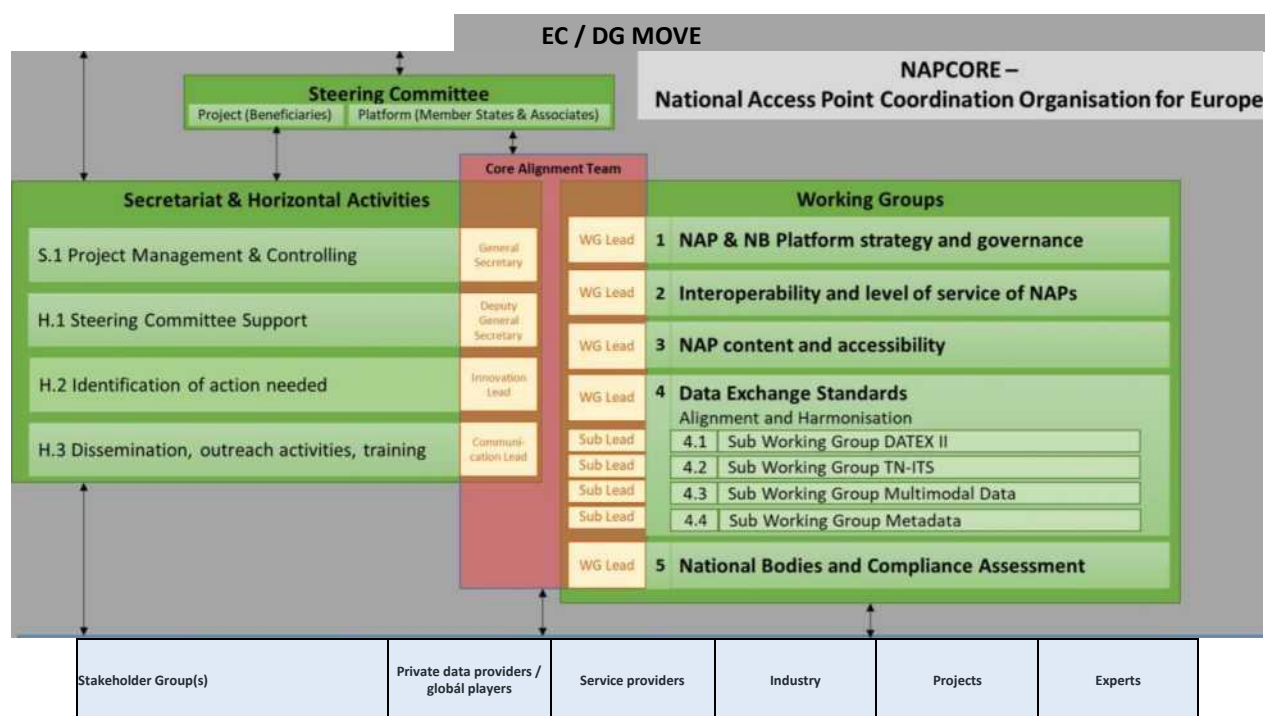 EC / DG MOVE
NAPCORE –
National Access Point Coordination Organisation for Europe
Steering Committee
Project (Beneficiaries) Platform (Member States & Associates)
Core Alignment Team
Secretariat & Horizontal Activities
S.1 Project Management & Controlling
General
Secretary
H.1 Steering Committee Support
Deputy
General
Secretary
H.2 Identification of action needed
Innovation
Lead
H.3 Dissemination, outreach activities, training
Communi-
cation Lead
Working Groups
WG Lead 1 NAP & NB Platform strategy and governance
WG Lead 2 Interoperability and level of service of NAPs
WG Lead 3 NAP content and accessibility
WG Lead 4 Data Exchange Standards
Alignment and Harmonisation
Sub Lead 4.1 Sub Working Group DATEX II
Sub Lead 4.2 Sub Working Group TN-ITS
Sub Lead 4.3 Sub Working Group Multimodal Data
Sub Lead 4.4 Sub Working Group Metadata
WG Lead 5 National Bodies and Compliance Assessment
Stakeholder Group(s)
Private data providers /
globál players
Service providers
Industry
Projects
Experts